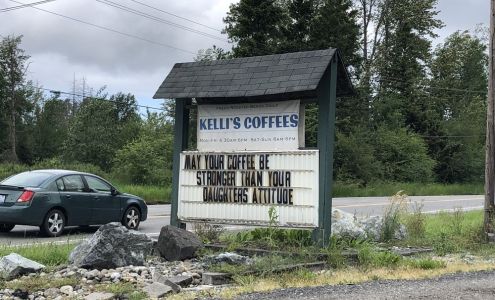 KELLI'S COFFEES
MAY YOUR COFFEE BE
STRONGER THAN YOUR
DAUGHTERS ATTITUDE